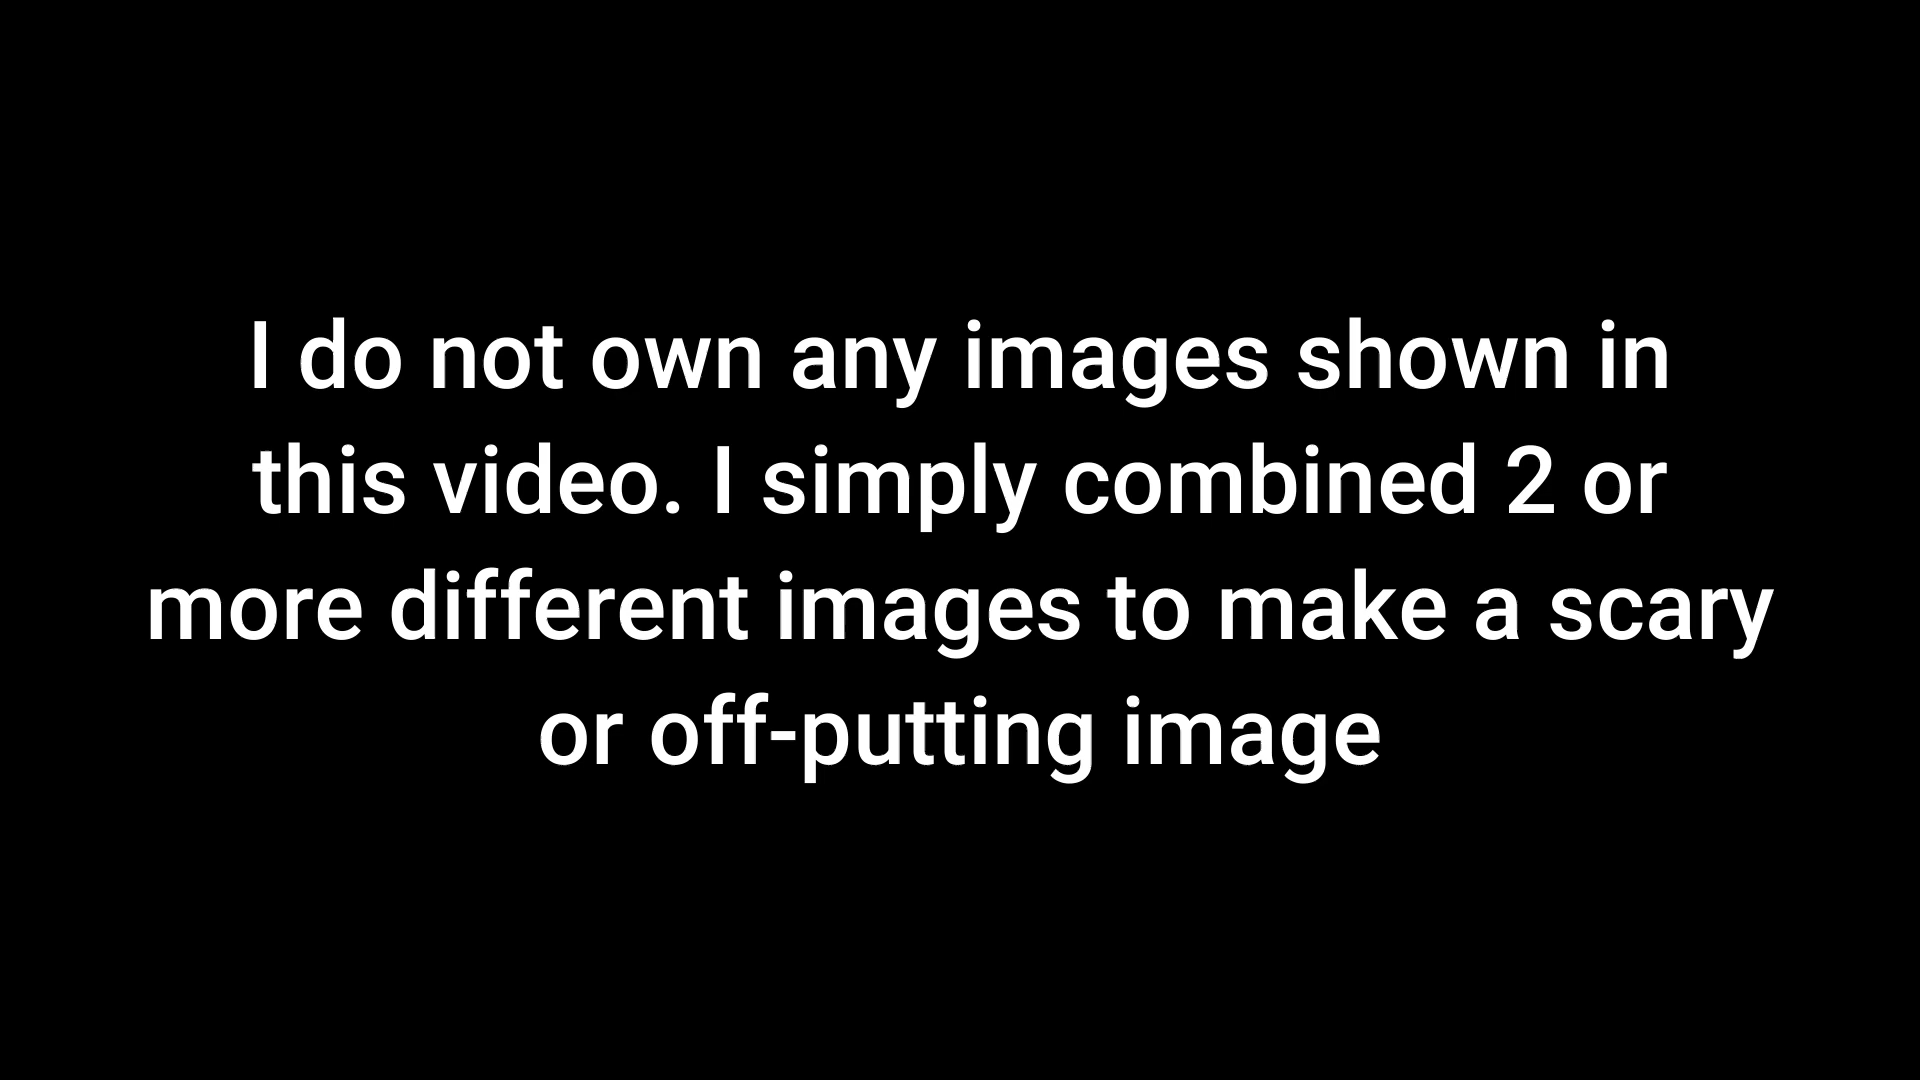 I do not own any images shown in
this video. I simply combined 2 or
more different images to make a scary
or off-putting image